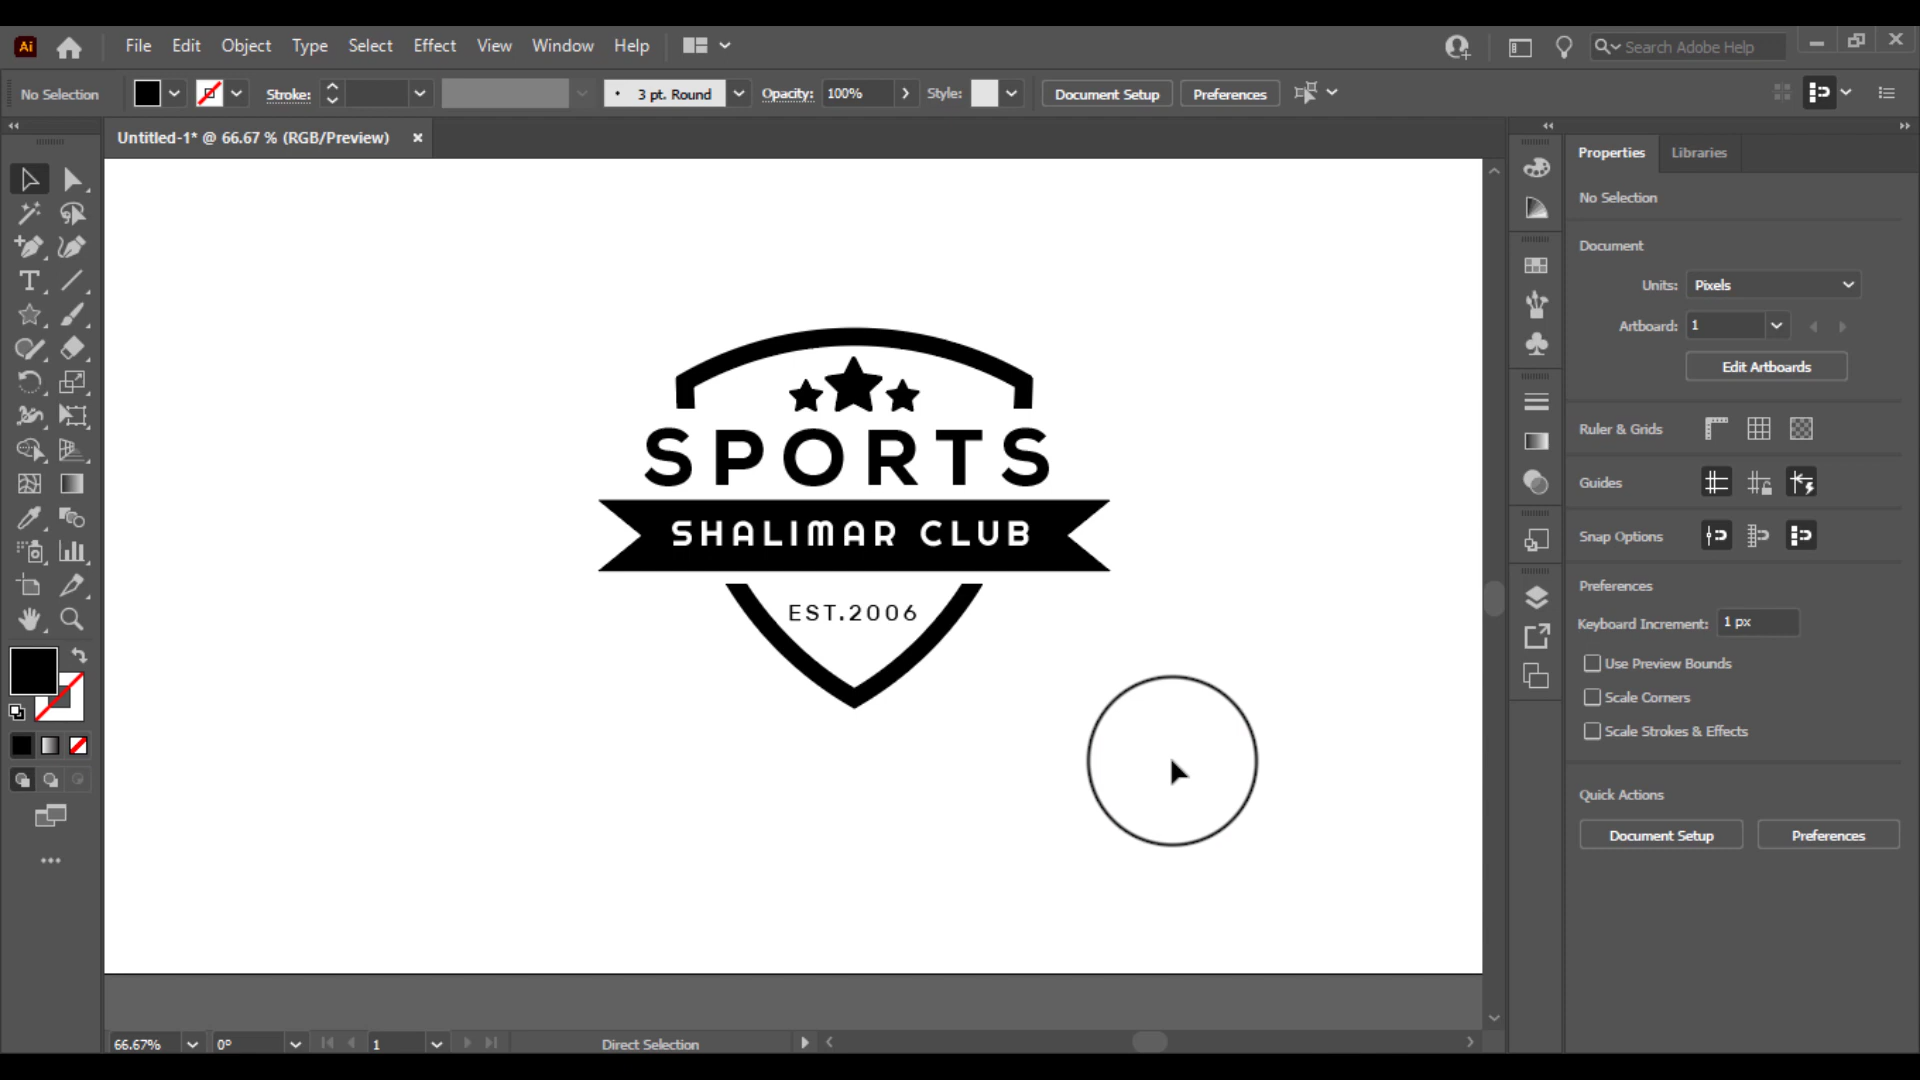 Ai File Edit Object Type Select Effect View Window Help Search Adobe Help
No Selection Stroke: 3 pt. Round Opacity: 100% Style: Document Setup Preferences
Untitled-1* @ 66.67 % (RGB/Preview) ×
Properties Libraries
No Selection
Document
Units: Pixels
Artboard: 1
Edit Artboards
Ruler & Grids
Guides
Snap Options
Preferences
Keyboard Increment: 1 px
Use Preview Bounds
Scale Corners
Scale Strokes & Effects
Quick Actions
Document Setup Preferences
SPORTS
SHALIMAR CLUB
EST.2006
66.67% 0° 1 Direct Selection